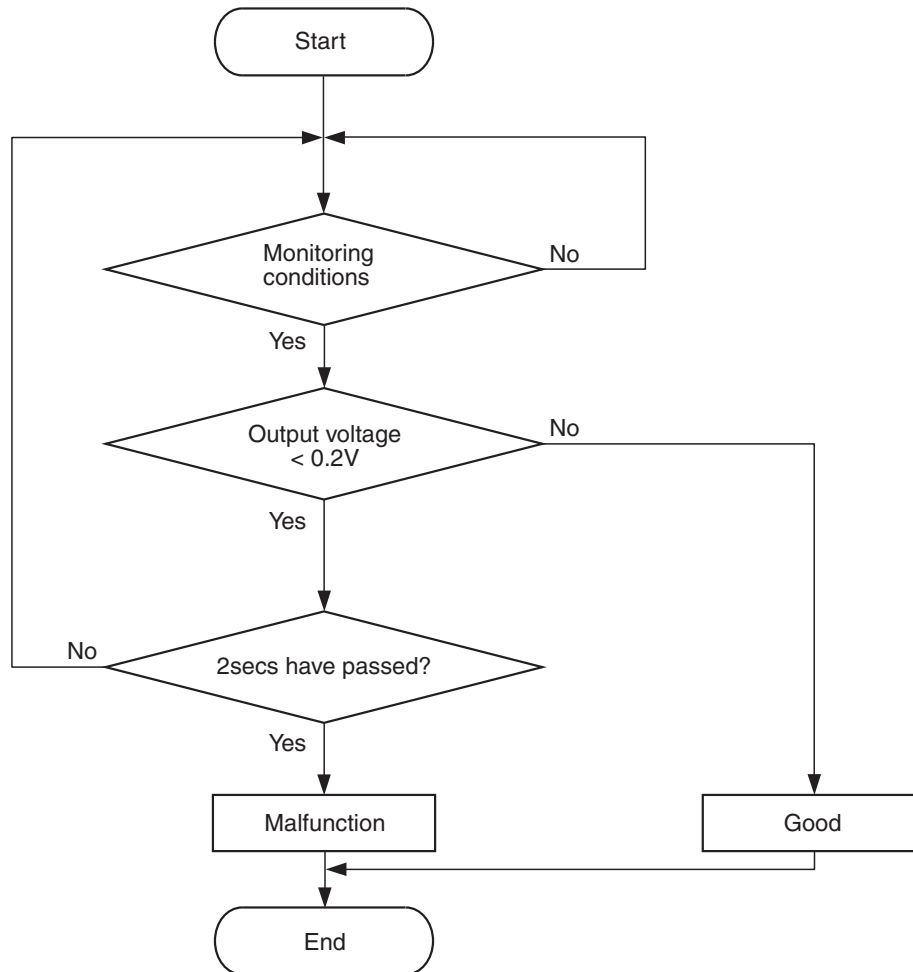 Start
Monitoring
conditions
No
Yes
Output voltage
< 0.2V
No
Yes
2secs have passed?
No
Yes
Malfunction
Good
End